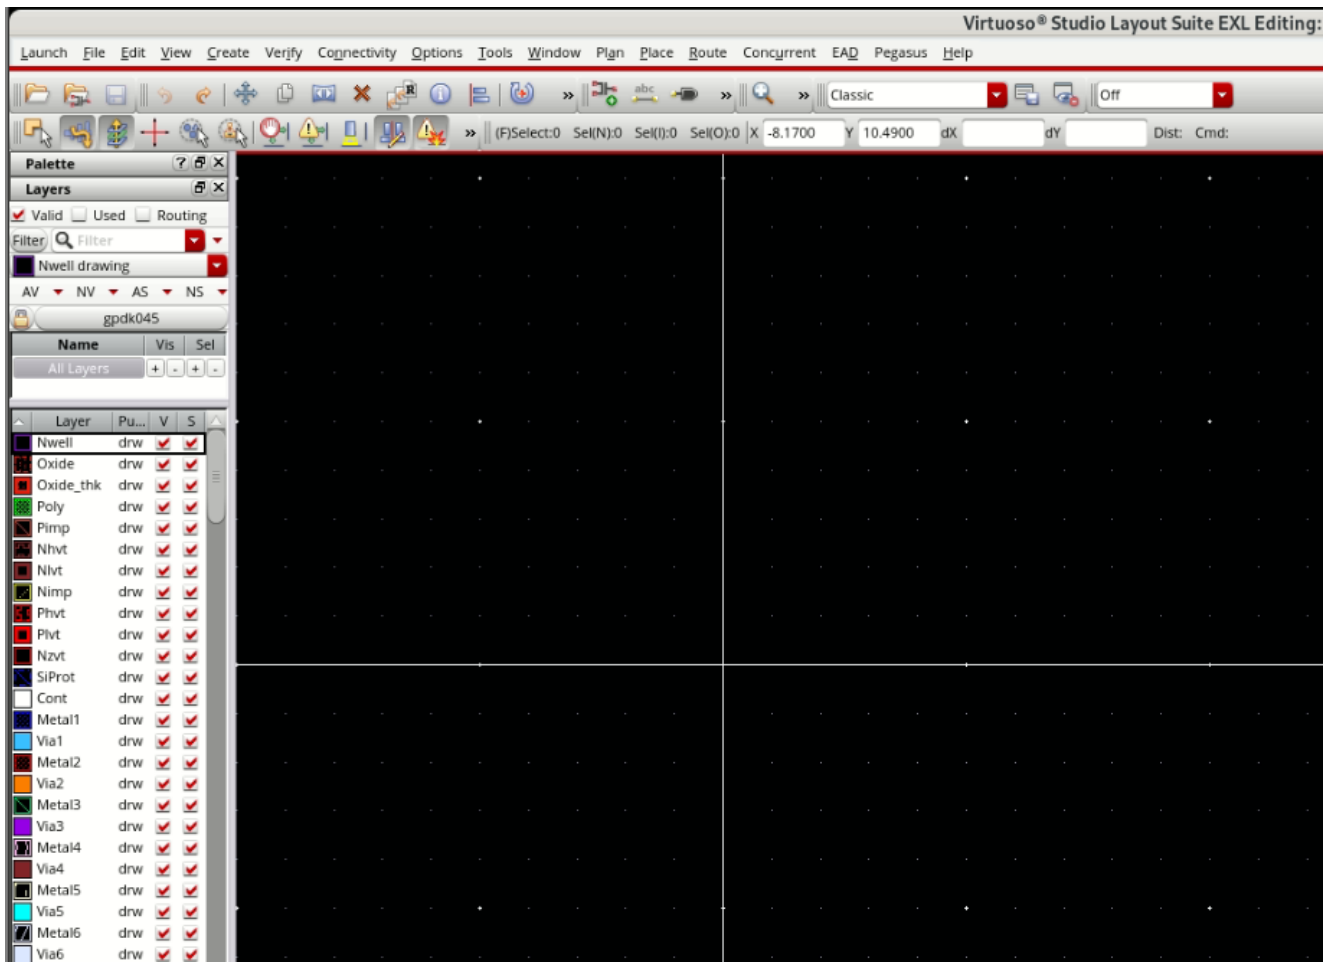 Virtuoso® Studio Layout Suite EXL Editing:
Launch File Edit View Create Verify Connectivity Options Tools Window Plan Place Route Concurrent EAD Pegasus Help
R abc » » » Classic Off
» (F)Select:0 Sel(N):0 Sel(I):0 Sel(O):0 X -8.1700 Y 10.4900 dX dY Dist: Cmd:
Palette
Layers
Valid Used Routing
Filter Filter
Nwell drawing
AV NV AS NS
gpdk045
Name Vis Sel
All Layers + - + -
Layer Pu... V S
Nwell drw
Oxide drw
Oxide_thk drw
Poly drw
Pimp drw
Nhvt drw
Nlvt drw
Nimp drw
Phvt drw
Plvt drw
Nzvt drw
SiProt drw
Cont drw
Metal1 drw
Via1 drw
Metal2 drw
Via2 drw
Metal3 drw
Via3 drw
Metal4 drw
Via4 drw
Metal5 drw
Via5 drw
Metal6 drw
Via6 drw